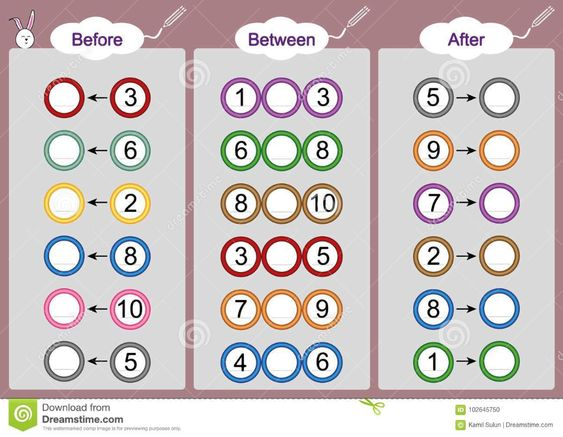 Before
Between
After
3
1 3
5
6
6 8
9
2
8 10
7
8
3 5
2
10
7 9
8
5
4 6
1
dreamstime
Download from
Dreamstime.com
This watermarked comp image is for previewing purposes only.
ID 102645750
Kamil Sulun | Dreamstime.com